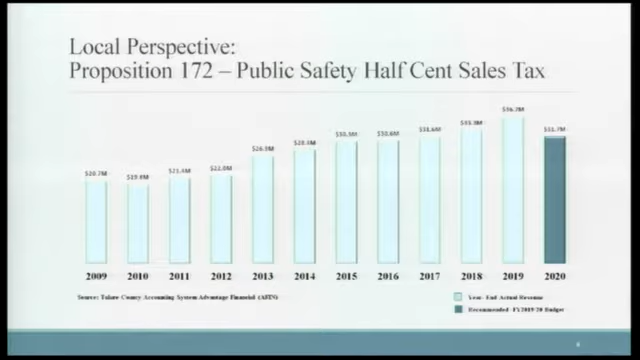 Local Perspective:
Proposition 172 – Public Safety Half Cent Sales Tax
$20.7M
$19.8M
$21.4M
$22.0M
$26.9M
$28.4M
$30.5M
$30.6M
$31.6M
$33.3M
$36.2M
$31.7M
2009 2010 2011 2012 2013 2014 2015 2016 2017 2018 2019 2020
Source: Tulare County Accounting System Advantage Financial (AFIN)
Year- End Actual Revenue
Recommended FY2019/20 Budget